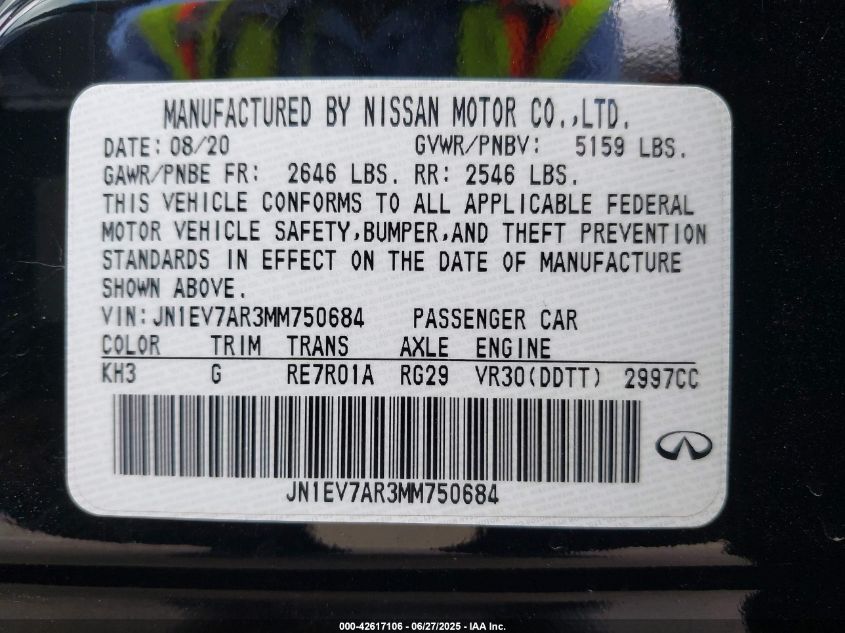 MANUFACTURED BY NISSAN MOTOR CO.,LTD.
DATE: 08/20 GVWR/PNBV: 5159 LBS.
GAWR/PNBE FR: 2646 LBS. RR: 2546 LBS.
THIS VEHICLE CONFORMS TO ALL APPLICABLE FEDERAL
MOTOR VEHICLE SAFETY,BUMPER,AND THEFT PREVENTION
STANDARDS IN EFFECT ON THE DATE OF MANUFACTURE
SHOWN ABOVE.
VIN:JN1EV7AR3MM750684 PASSENGER CAR
COLOR TRIM TRANS AXLE ENGINE
KH3 G RE7R01A RG29 VR30(DDTT) 2997CC
JN1EV7AR3MM750684
000-42617106 - 06/27/2025 - IAA Inc.